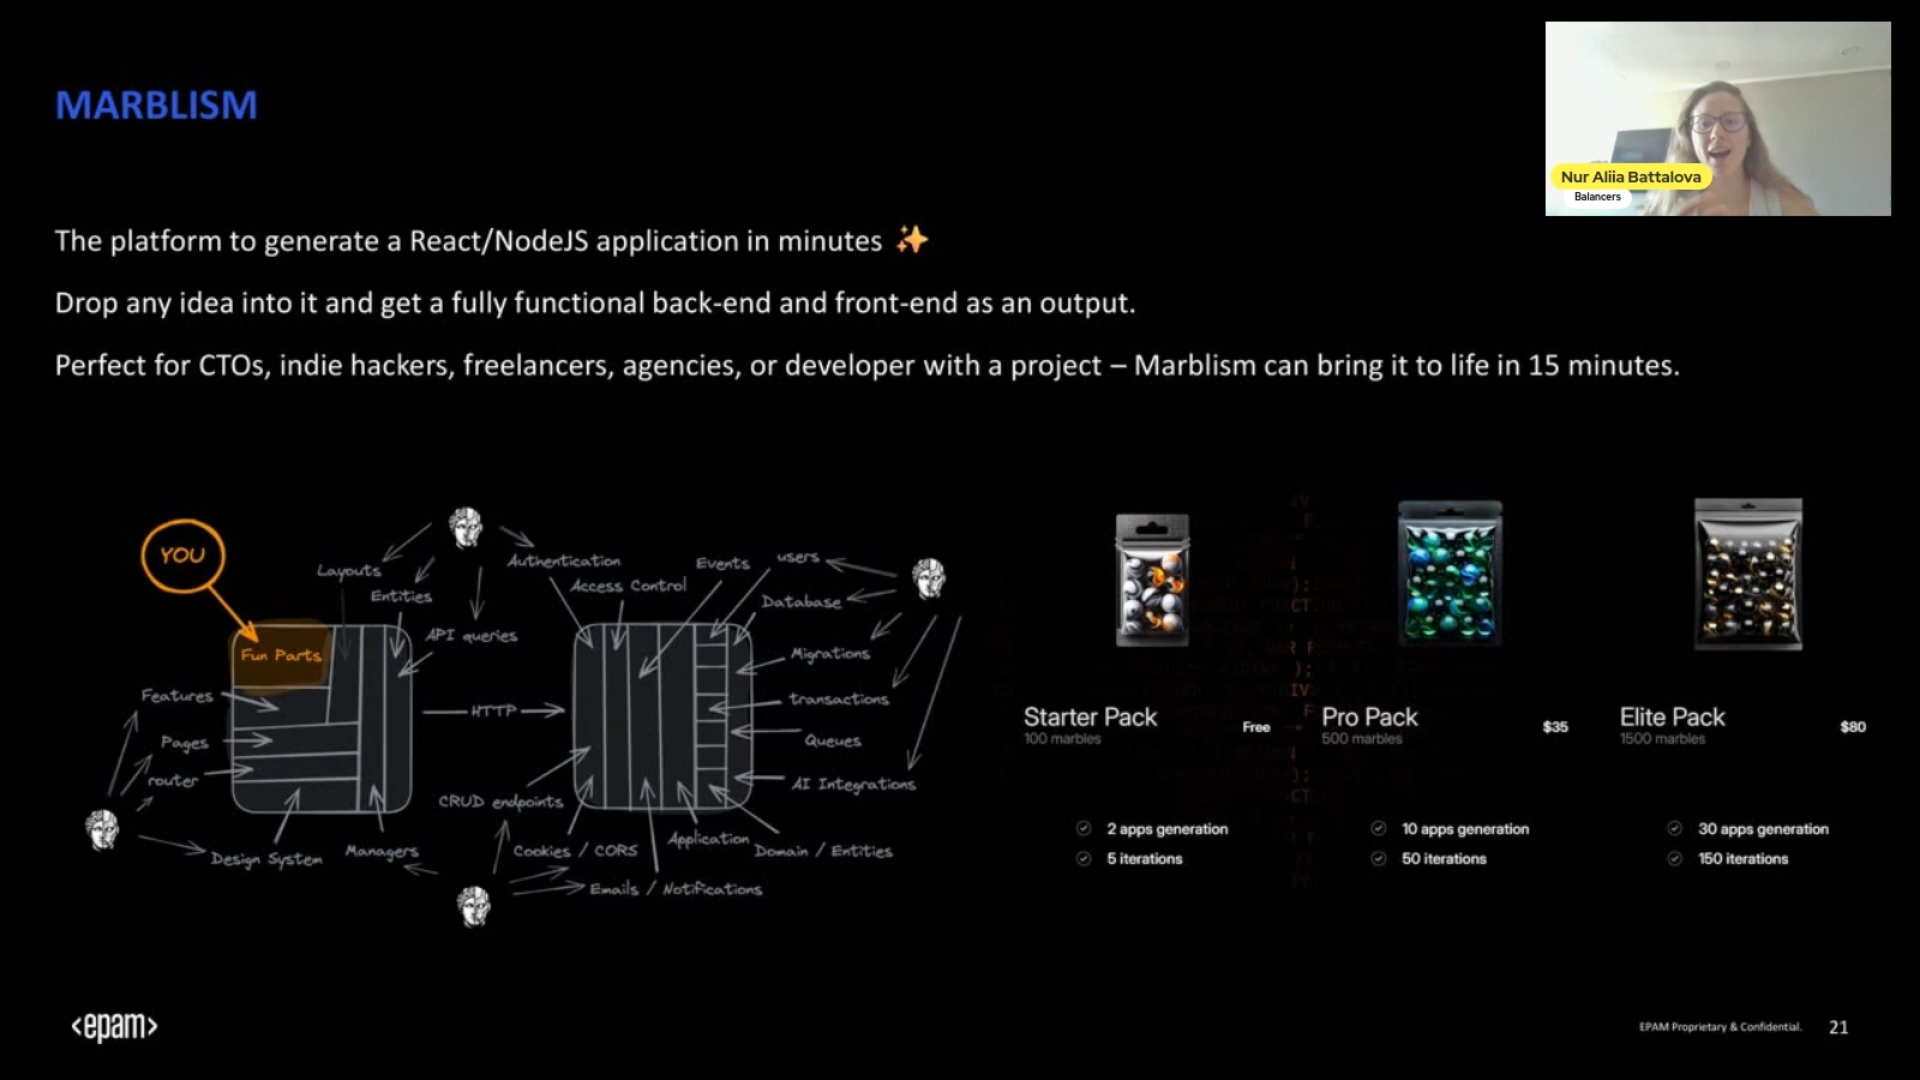 MARBLISM
Nur Aliia Battalova
Balancers
The platform to generate a React/NodeJS application in minutes
Drop any idea into it and get a fully functional back-end and front-end as an output.
Perfect for CTOs, indie hackers, freelancers, agencies, or developer with a project – Marblism can bring it to life in 15 minutes.
YOU
Layouts
Entities
API queries
Fun Parts
Features
Pages
router
Design System
Managers
HTTP
Authentication
Access Control
Events
users
Database
Migrations
transactions
Queues
AI Integrations
CRUD endpoints
Cookies / CORS
Application
Domain / Entities
Emails / Notifications
Starter Pack
Free
100 marbles
2 apps generation
5 iterations
Pro Pack
$35
500 marbles
10 apps generation
50 iterations
Elite Pack
$80
1500 marbles
30 apps generation
150 iterations
<epam>
EPAM Proprietary & Confidential.
21